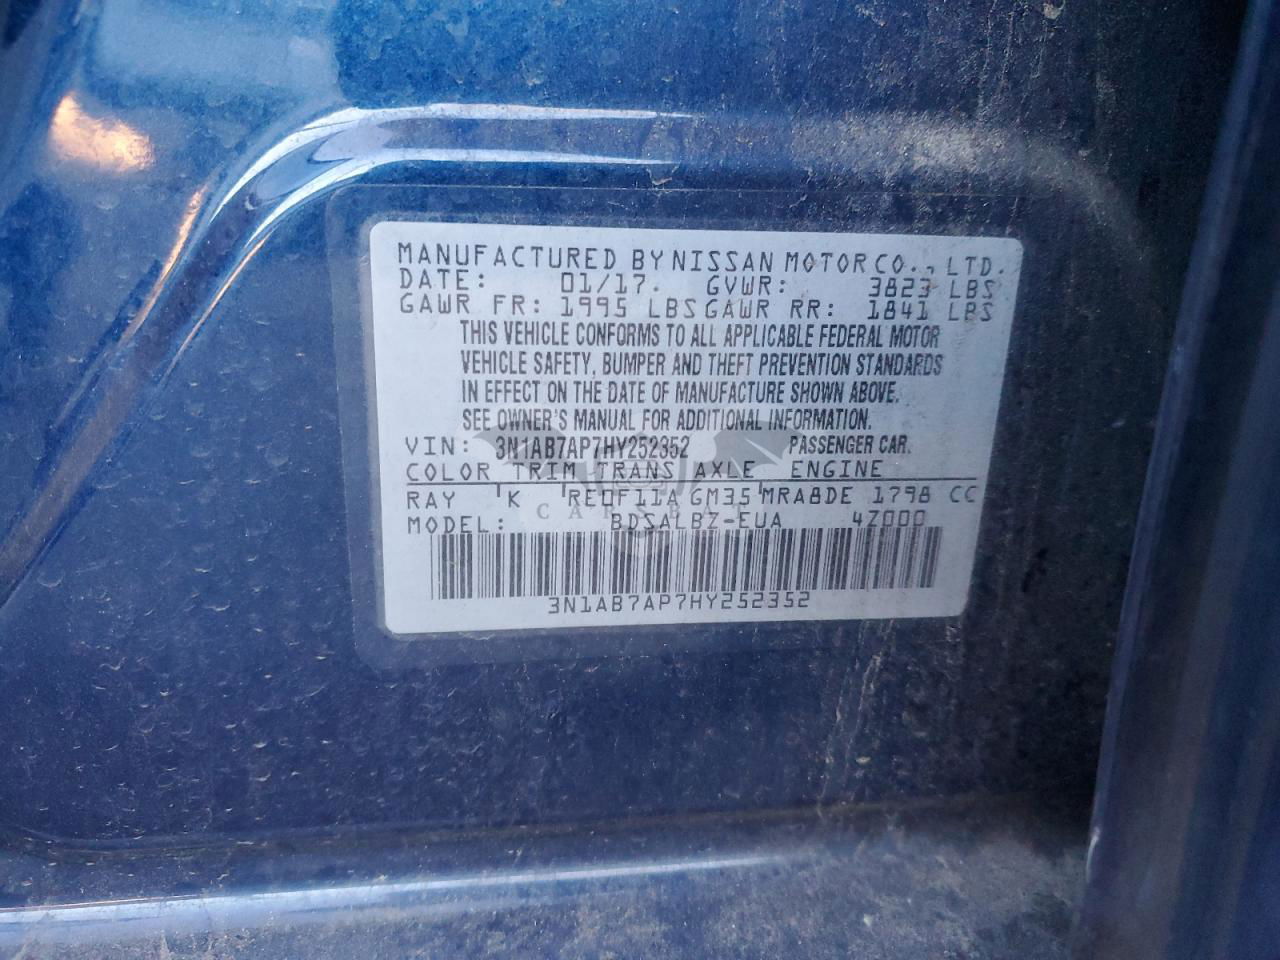 MANUFACTURED BY NISSAN MOTOR CO., LTD.
DATE: 01/17. GVWR: 3823 LBS
GAWR FR: 1995 LBS GAWR RR: 1841 LBS
THIS VEHICLE CONFORMS TO ALL APPLICABLE FEDERAL MOTOR
VEHICLE SAFETY, BUMPER AND THEFT PREVENTION STANDARDS
IN EFFECT ON THE DATE OF MANUFACTURE SHOWN ABOVE.
SEE OWNER'S MANUAL FOR ADDITIONAL INFORMATION.
VIN: 3N1AB7AP7HY252352 PASSENGER CAR.
COLOR TRIM TRANS AXLE ENGINE
RAY K RE0F11A GM35 MRA8DE 1798 CC
CARSBAT
MODEL: BDSALBZ-EUA 4Z000
3N1AB7AP7HY252352